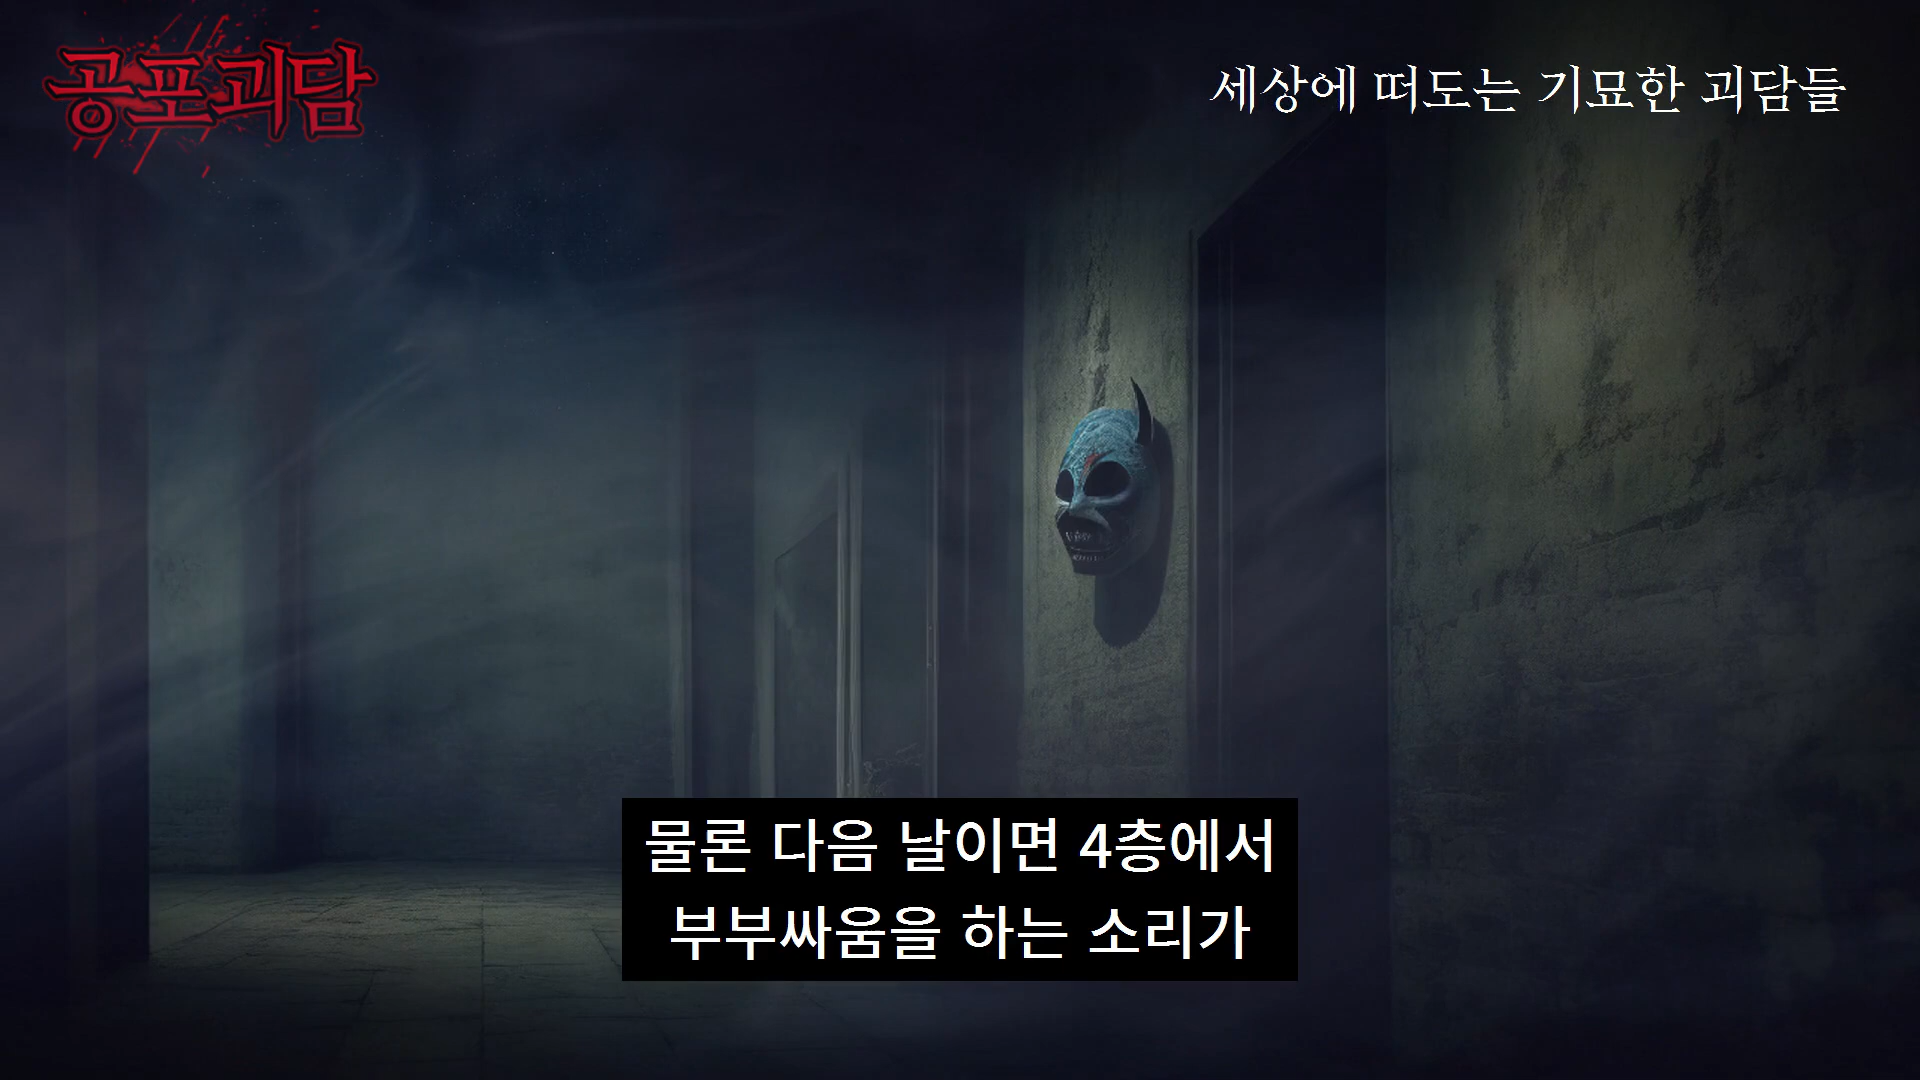 공포괴담
세상에 떠도는 기묘한 괴담들
물론 다음 날이면 4층에서
부부싸움을 하는 소리가